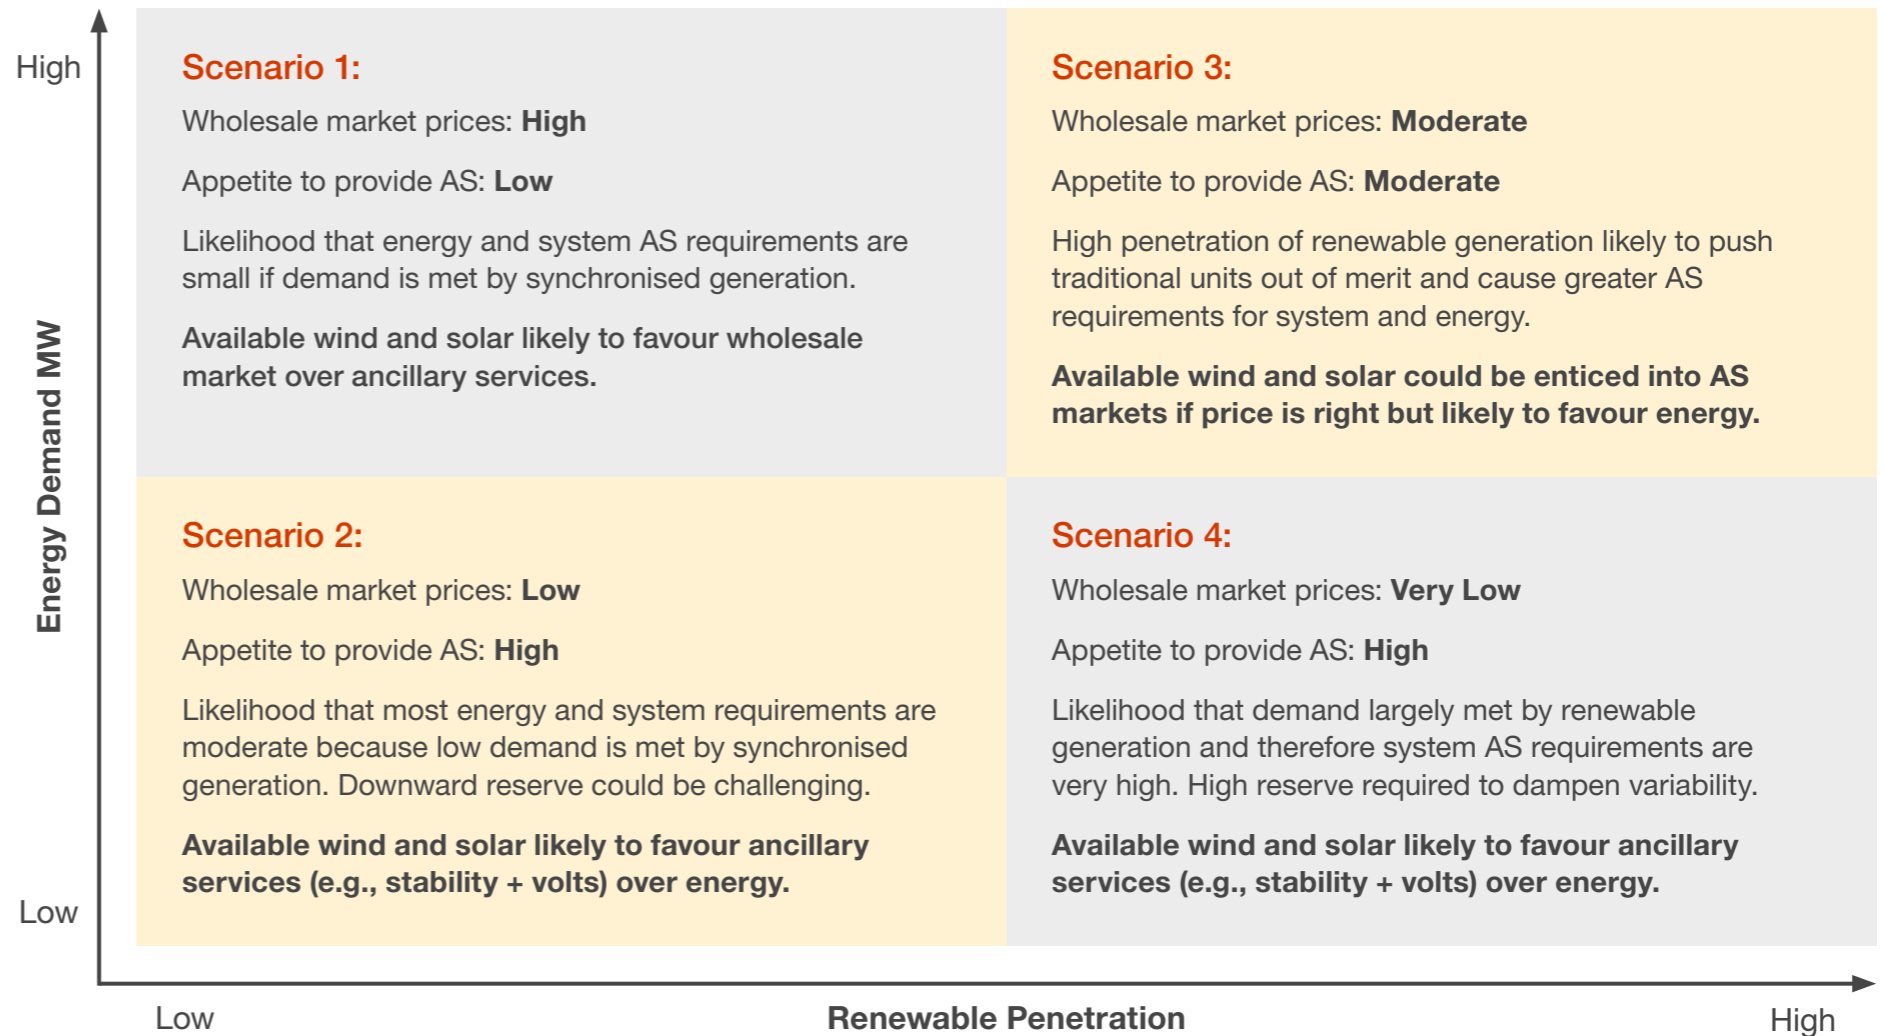 High
Energy Demand MW
Low
Scenario 1:
Wholesale market prices: High
Appetite to provide AS: Low
Likelihood that energy and system AS requirements are
small if demand is met by synchronised generation.
Available wind and solar likely to favour wholesale
market over ancillary services.
Scenario 3:
Wholesale market prices: Moderate
Appetite to provide AS: Moderate
High penetration of renewable generation likely to push
traditional units out of merit and cause greater AS
requirements for system and energy.
Available wind and solar could be enticed into AS
markets if price is right but likely to favour energy.
Scenario 2:
Wholesale market prices: Low
Appetite to provide AS: High
Likelihood that most energy and system requirements are
moderate because low demand is met by synchronised
generation. Downward reserve could be challenging.
Available wind and solar likely to favour ancillary
services (e.g., stability + volts) over energy.
Scenario 4:
Wholesale market prices: Very Low
Appetite to provide AS: High
Likelihood that demand largely met by renewable
generation and therefore system AS requirements are
very high. High reserve required to dampen variability.
Available wind and solar likely to favour ancillary
services (e.g., stability + volts) over energy.
Low
Renewable Penetration
High